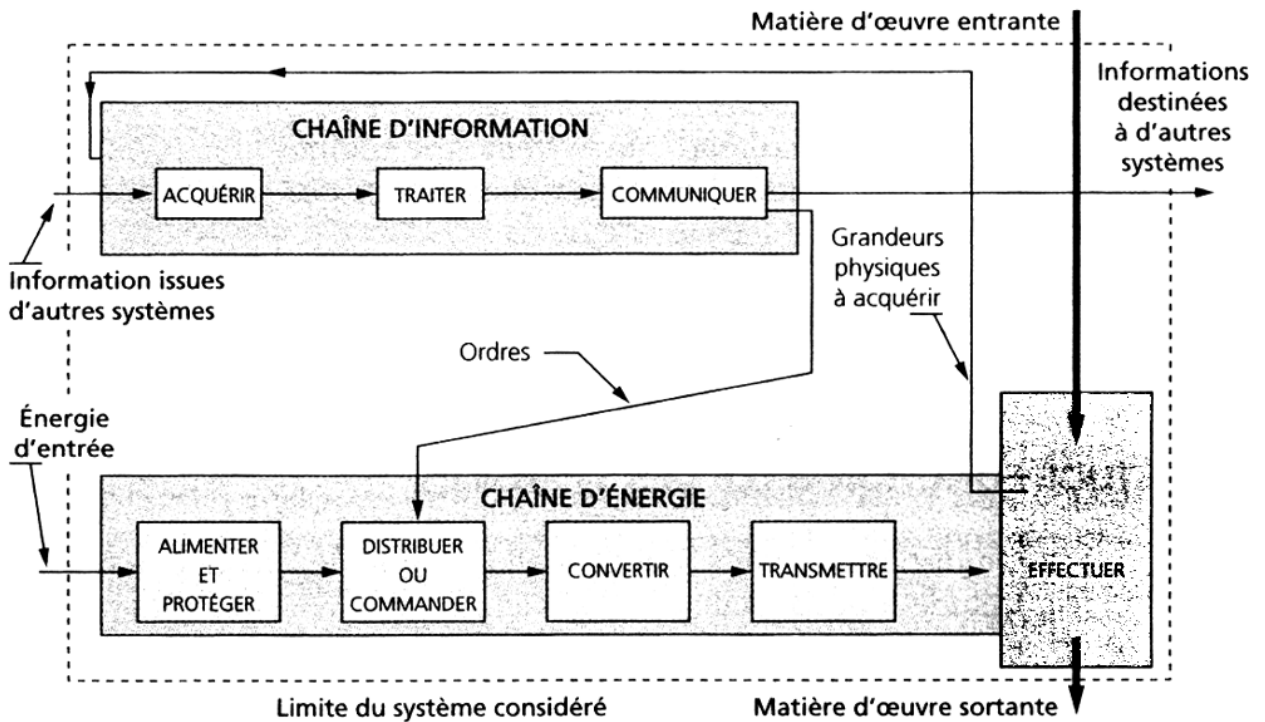 Matière d'œuvre entrante
Informations
destinées
à d'autres
systèmes
CHAÎNE D'INFORMATION
ACQUÉRIR
TRAITER
COMMUNIQUER
Information issues
d'autres systèmes
Grandeurs
physiques
à acquérir
Ordres
Énergie
d'entrée
CHAÎNE D'ÉNERGIE
ALIMENTER
ET
PROTÉGER
DISTRIBUER
OU
COMMANDER
CONVERTIR
TRANSMETTRE
EFFECTUER
Limite du système considéré
Matière d'œuvre sortante